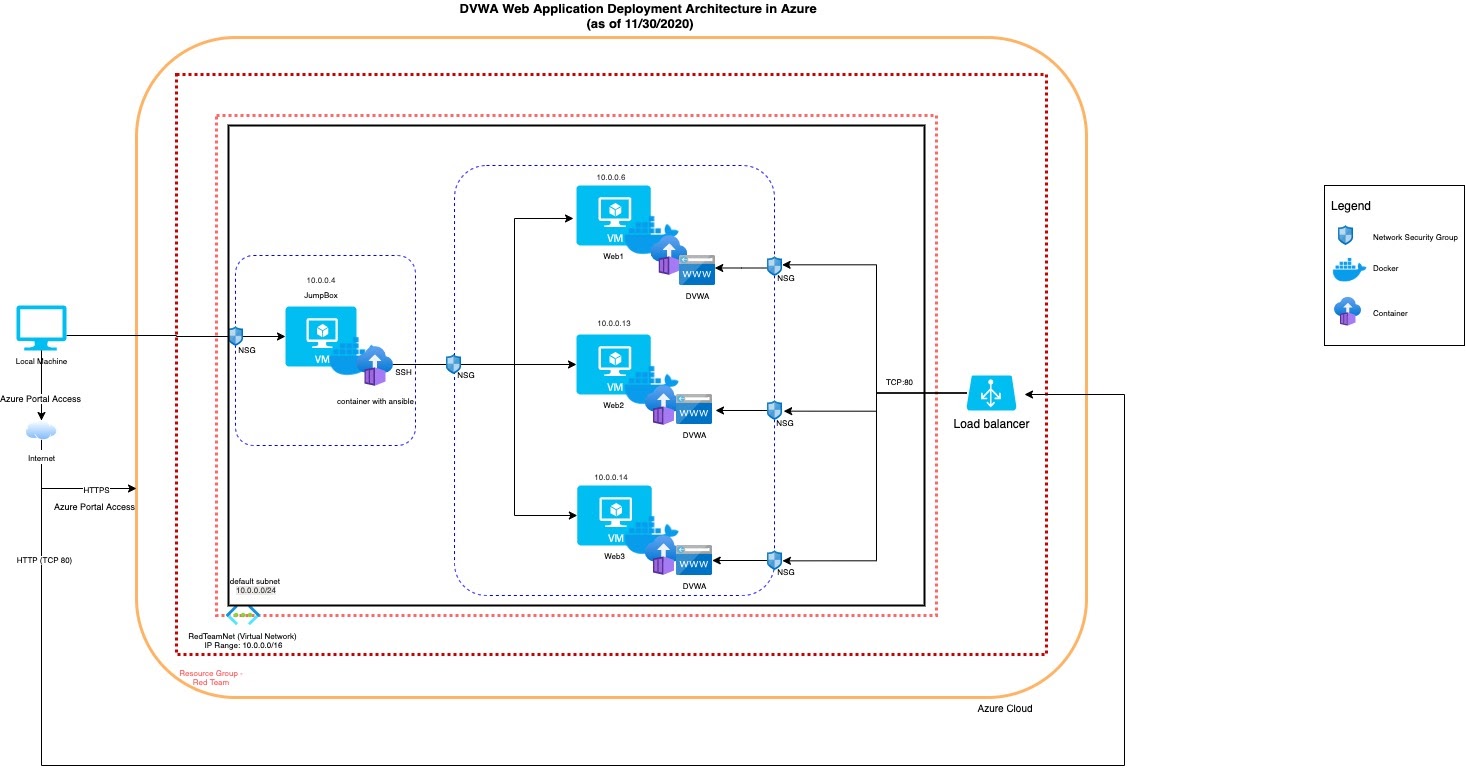 DVWA Web Application Deployment Architecture in Azure
(as of 11/30/2020)
10.0.0.6
VM
Web1
WWW
DVWA
NSG
10.0.0.4
JumpBox
VM
NSG
SSH
container with ansible
NSG
10.0.0.13
VM
Web2
WWW
DVWA
NSG
10.0.0.14
VM
Web3
WWW
DVWA
NSG
TCP:80
Load balancer
Local Machine
Azure Portal Access
Internet
HTTPS
Azure Portal Access
HTTP (TCP 80)
default subnet
10.0.0.0/24
RedTeamNet (Virtual Network)
IP Range: 10.0.0.0/16
Resource Group -
Red Team
Azure Cloud
Legend
Network Security Group
Docker
Container